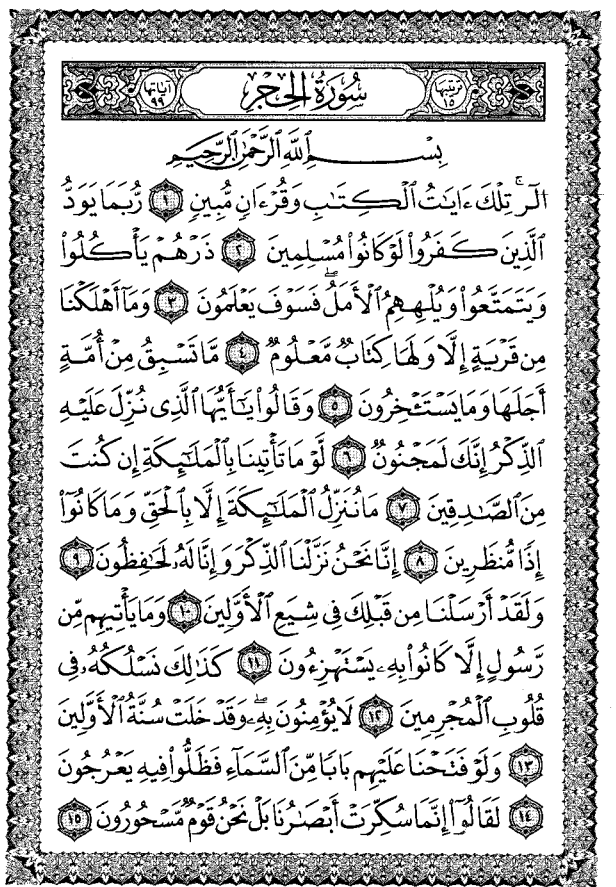 ترتيبها ١٥ سُورَةُ الْحِجْرِ آياتها ٩٩
بِسْمِ ٱللَّهِ ٱلرَّحْمَٰنِ ٱلرَّحِيمِ
الٓرۚ تِلْكَ ءَايَٰتُ ٱلْكِتَٰبِ وَقُرْءَانٍ مُّبِينٍ ١ رُّبَمَا يَوَدُّ
ٱلَّذِينَ كَفَرُوا۟ لَوْ كَانُوا۟ مُسْلِمِينَ ٢ ذَرْهُمْ يَأْكُلُوا۟
وَيَتَمَتَّعُوا۟ وَيُلْهِهِمُ ٱلْأَمَلُۖ فَسَوْفَ يَعْلَمُونَ ٣ وَمَآ أَهْلَكْنَا
مِن قَرْيَةٍ إِلَّا وَلَهَا كِتَابٌ مَّعْلُومٌ ٤ مَّا تَسْبِقُ مِنْ أُمَّةٍ
أَجَلَهَا وَمَا يَسْتَـْٔخِرُونَ ٥ وَقَالُوا۟ يَٰٓأَيُّهَا ٱلَّذِى نُزِّلَ عَلَيْهِ
ٱلذِّكْرُ إِنَّكَ لَمَجْنُونٌ ٦ لَّوْ مَا تَأْتِينَا بِٱلْمَلَٰٓئِكَةِ إِن كُنتَ
مِنَ ٱلصَّٰدِقِينَ ٧ مَا نُنَزِّلُ ٱلْمَلَٰٓئِكَةَ إِلَّا بِٱلْحَقِّ وَمَا كَانُوٓا۟
إِذًا مُّنظَرِينَ ٨ إِنَّا نَحْنُ نَزَّلْنَا ٱلذِّكْرَ وَإِنَّا لَهُۥ لَحَٰفِظُونَ ٩
وَلَقَدْ أَرْسَلْنَا مِن قَبْلِكَ فِى شِيَعِ ٱلْأَوَّلِينَ ١٠ وَمَا يَأْتِيهِم مِّن
رَّسُولٍ إِلَّا كَانُوا۟ بِهِۦ يَسْتَهْزِءُونَ ١١ كَذَٰلِكَ نَسْلُكُهُۥ فِى
قُلُوبِ ٱلْمُجْرِمِينَ ١٢ لَا يُؤْمِنُونَ بِهِۦۖ وَقَدْ خَلَتْ سُنَّةُ ٱلْأَوَّلِينَ
١٣ وَلَوْ فَتَحْنَا عَلَيْهِم بَابًا مِّنَ ٱلسَّمَآءِ فَظَلُّوا۟ فِيهِ يَعْرُجُونَ
١٤ لَقَالُوٓا۟ إِنَّمَا سُكِّرَتْ أَبْصَٰرُنَا بَلْ نَحْنُ قَوْمٌ مَّسْحُورُونَ ١٥